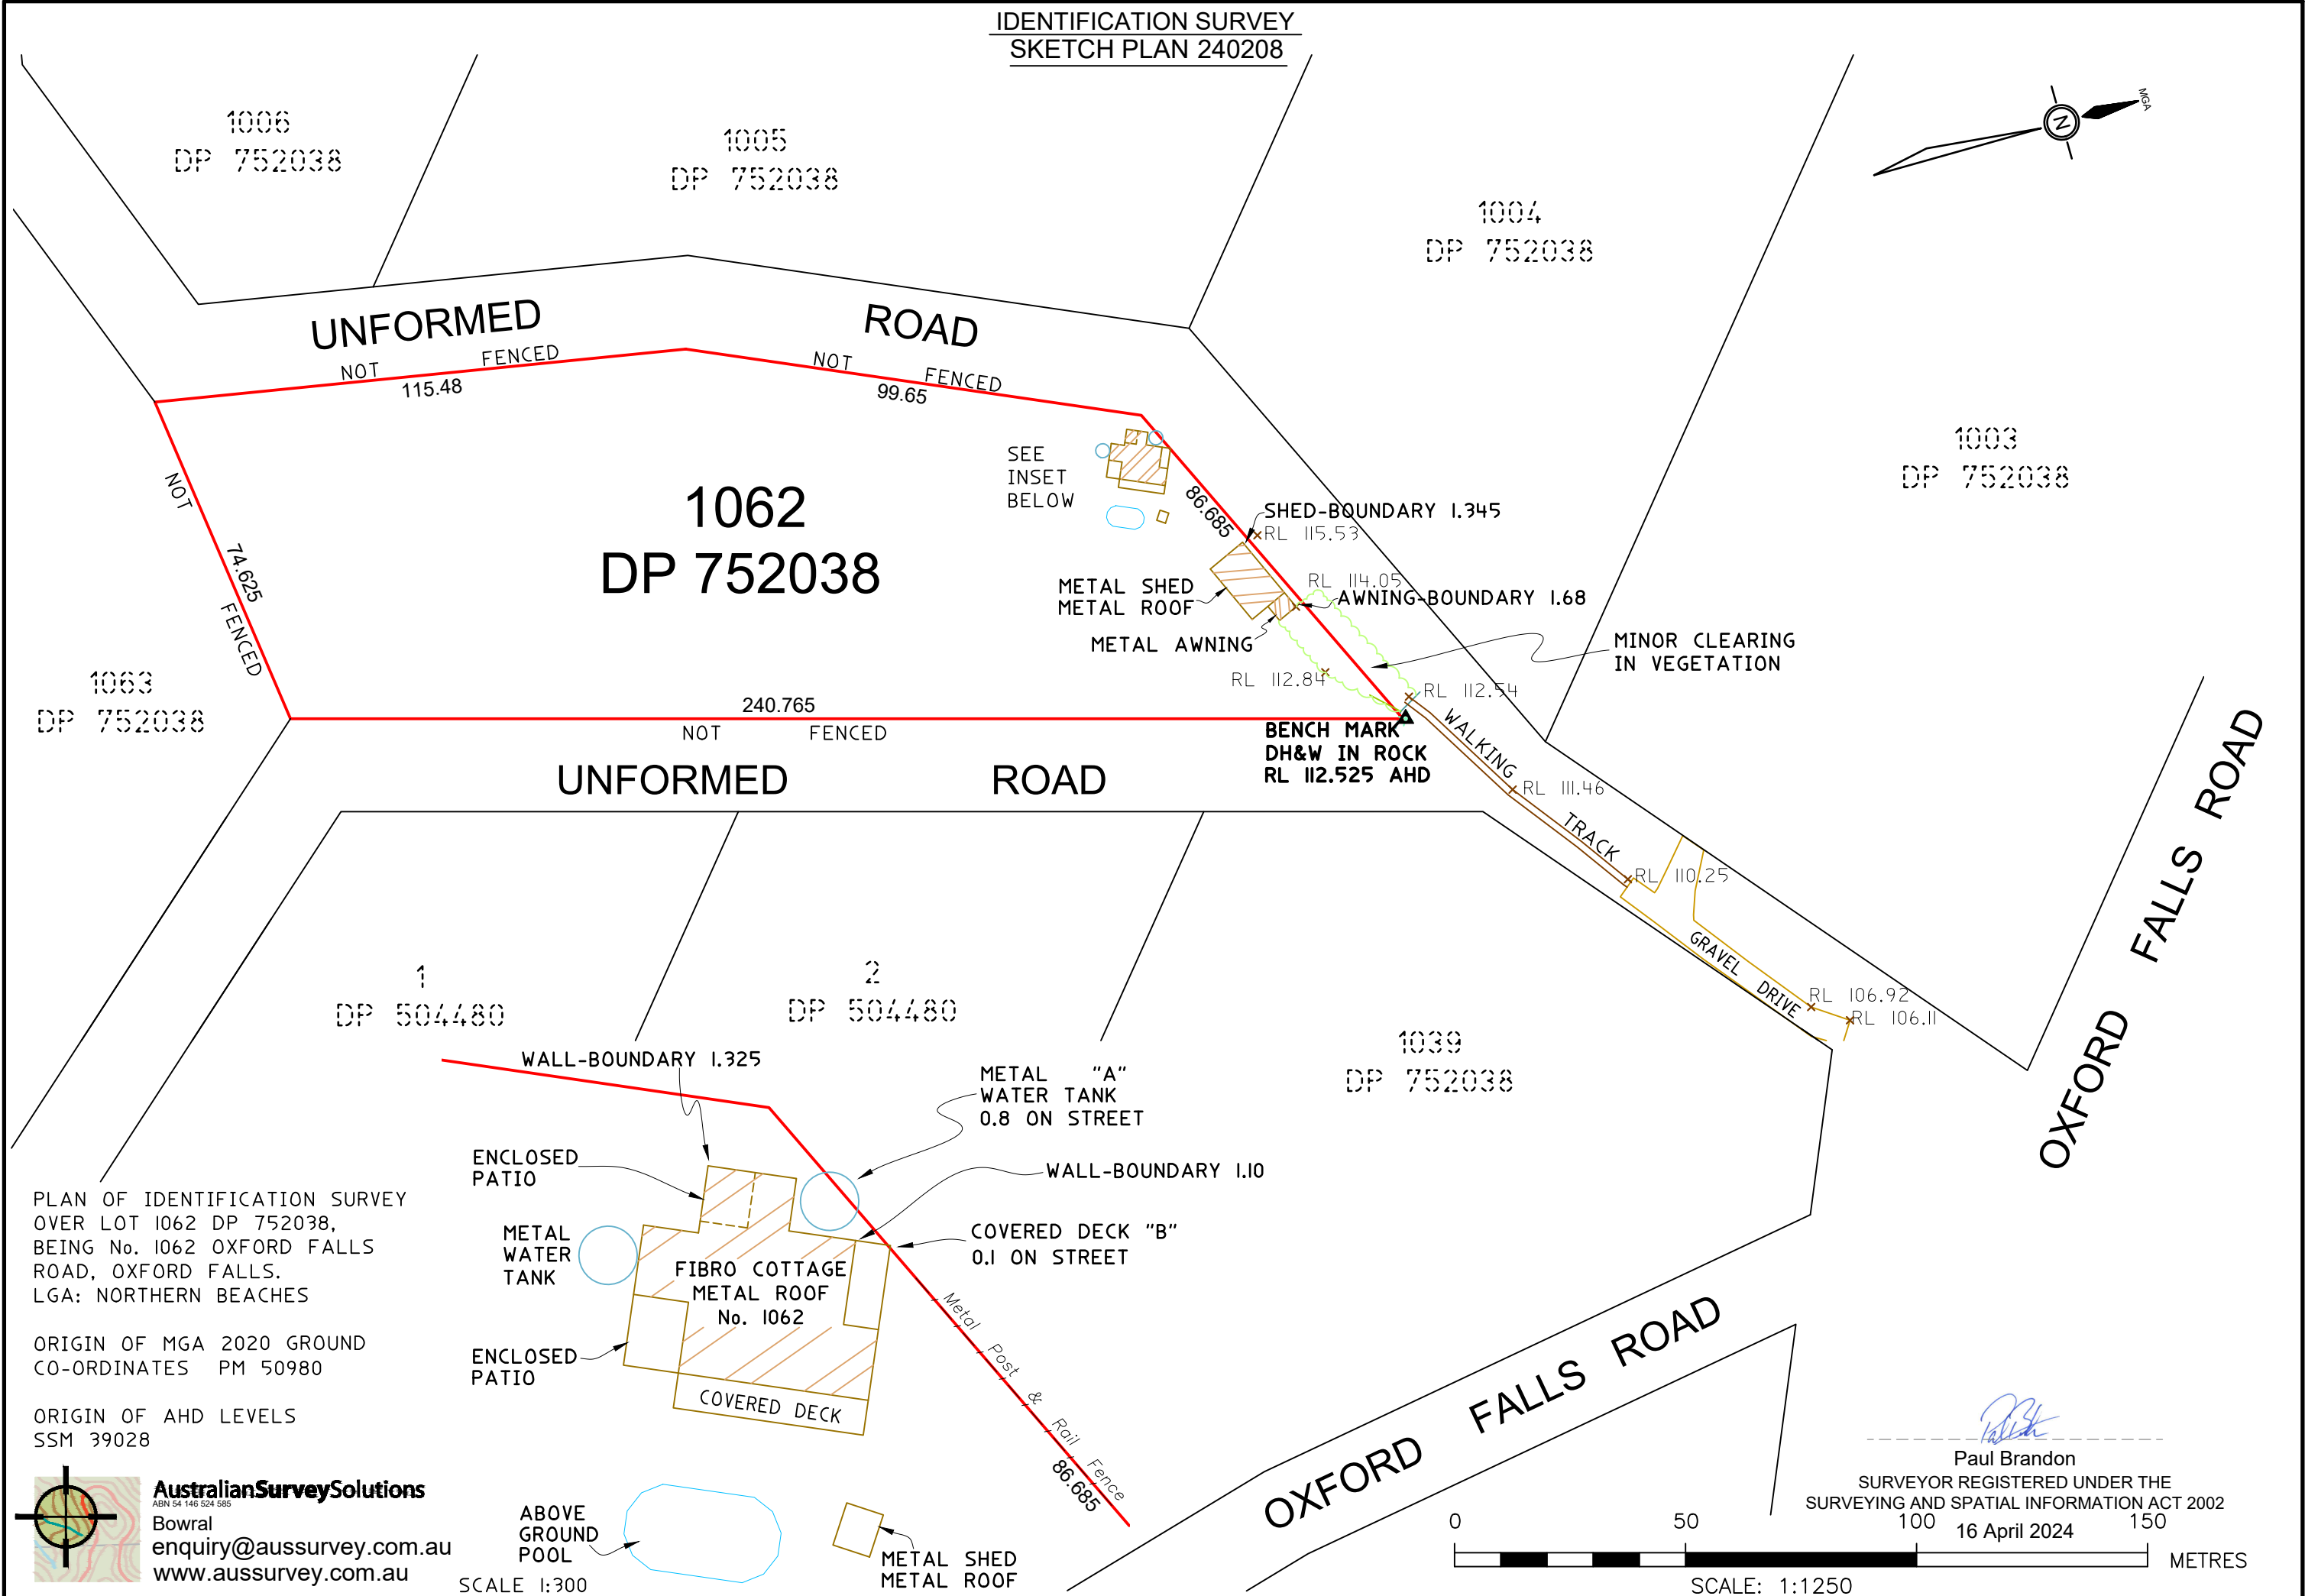 IDENTIFICATION SURVEY
SKETCH PLAN 240208
MGA
N
1006
DP 752038
1005
DP 752038
1004
DP 752038
1003
DP 752038
UNFORMED ROAD
NOT FENCED
115.48
NOT FENCED
99.65
SEE
INSET
BELOW
86.685
1062
DP 752038
SHED-BOUNDARY 1.345
RL 115.53
METAL SHED
METAL ROOF
RL 114.05
AWNING-BOUNDARY 1.68
METAL AWNING
MINOR CLEARING
IN VEGETATION
RL 112.84
RL 112.54
NOT FENCED
74.625
1063
DP 752038
240.765
NOT FENCED
BENCH MARK
DH&W IN ROCK
RL 112.525 AHD
UNFORMED ROAD
WALKING TRACK
RL 111.46
RL 110.25
GRAVEL DRIVE
RL 106.92
RL 106.11
OXFORD FALLS ROAD
1
DP 504480
2
DP 504480
1039
DP 752038
WALL-BOUNDARY 1.325
METAL "A"
WATER TANK
0.8 ON STREET
ENCLOSED
PATIO
WALL-BOUNDARY 1.10
METAL
WATER
TANK
COVERED DECK "B"
0.1 ON STREET
FIBRO COTTAGE
METAL ROOF
No. 1062
ENCLOSED
PATIO
COVERED DECK
Metal Post & Rail Fence
86.685
ABOVE
GROUND
POOL
METAL SHED
METAL ROOF
SCALE 1:300
PLAN OF IDENTIFICATION SURVEY
OVER LOT 1062 DP 752038,
BEING No. 1062 OXFORD FALLS
ROAD, OXFORD FALLS.
LGA: NORTHERN BEACHES
ORIGIN OF MGA 2020 GROUND
CO-ORDINATES PM 50980
ORIGIN OF AHD LEVELS
SSM 39028
AustralianSurveySolutions
ABN 54 146 524 585
Bowral
enquiry@aussurvey.com.au
www.aussurvey.com.au
OXFORD FALLS ROAD
Paul Brandon
SURVEYOR REGISTERED UNDER THE
SURVEYING AND SPATIAL INFORMATION ACT 2002
16 April 2024
0 50 100 150
METRES
SCALE: 1:1250